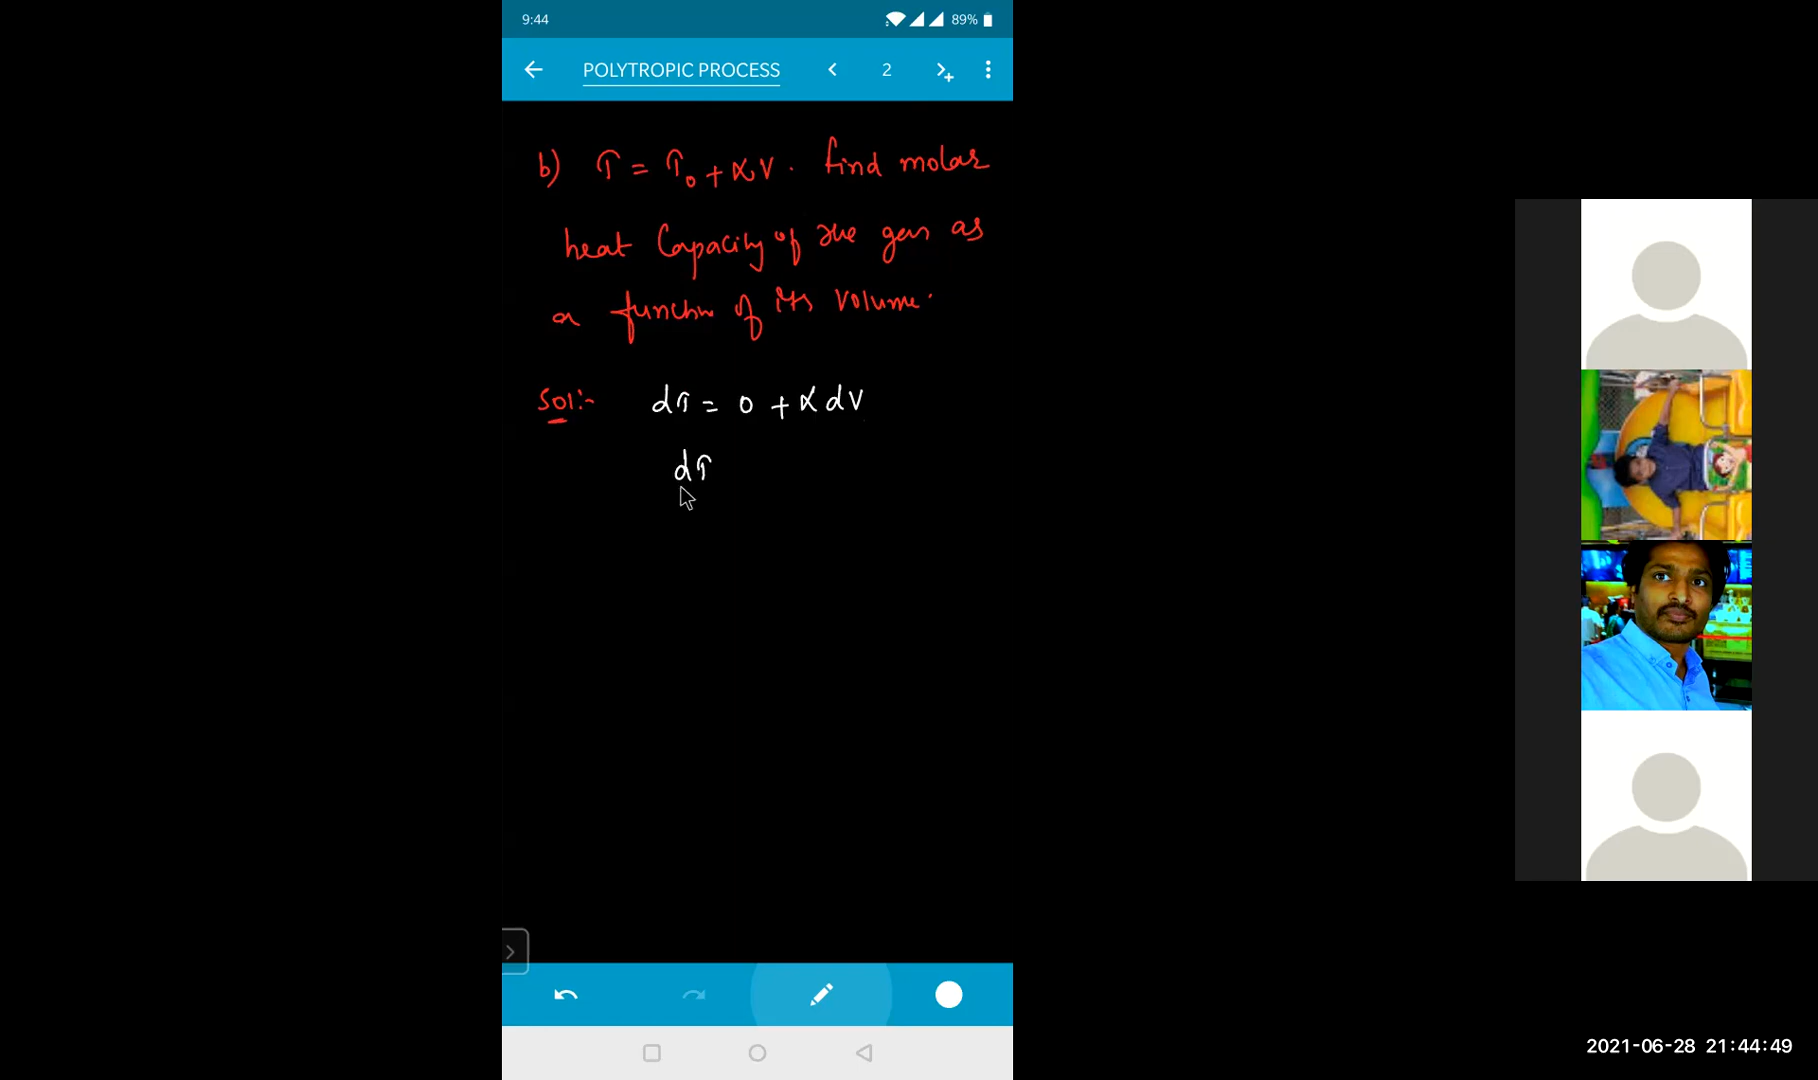 9:44
89%
POLYTROPIC PROCESS
2
b) T = T₀ + αV. find molar
heat Capacity of the gas as
a function of its volume.
Sol:-
dT = 0 + α dV
dT
2021-06-28 21:44:49